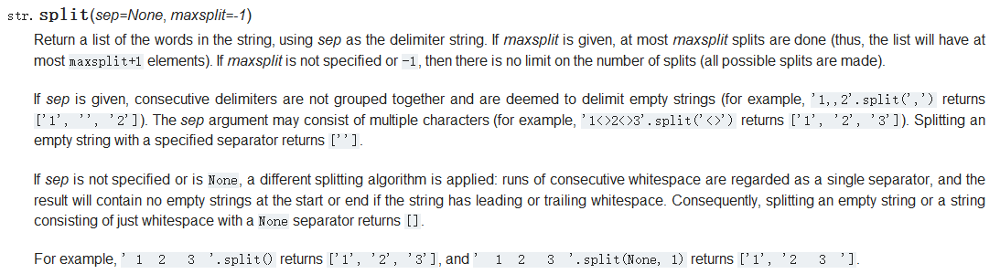 str. split(sep=None, maxsplit=-1)
Return a list of the words in the string, using sep as the delimiter string. If maxsplit is given, at most maxsplit splits are done (thus, the list will have at
most maxsplit+1 elements). If maxsplit is not specified or -1, then there is no limit on the number of splits (all possible splits are made).
If sep is given, consecutive delimiters are not grouped together and are deemed to delimit empty strings (for example, '1,,2'.split(',') returns
['1', '', '2']). The sep argument may consist of multiple characters (for example, '1<>2<>3'.split('<>') returns ['1', '2', '3']). Splitting an
empty string with a specified separator returns [''].
If sep is not specified or is None, a different splitting algorithm is applied: runs of consecutive whitespace are regarded as a single separator, and the
result will contain no empty strings at the start or end if the string has leading or trailing whitespace. Consequently, splitting an empty string or a string
consisting of just whitespace with a None separator returns [].
For example, ' 1  2   3  '.split() returns ['1', '2', '3'], and '  1  2   3  '.split(None, 1) returns ['1', '2   3  '].